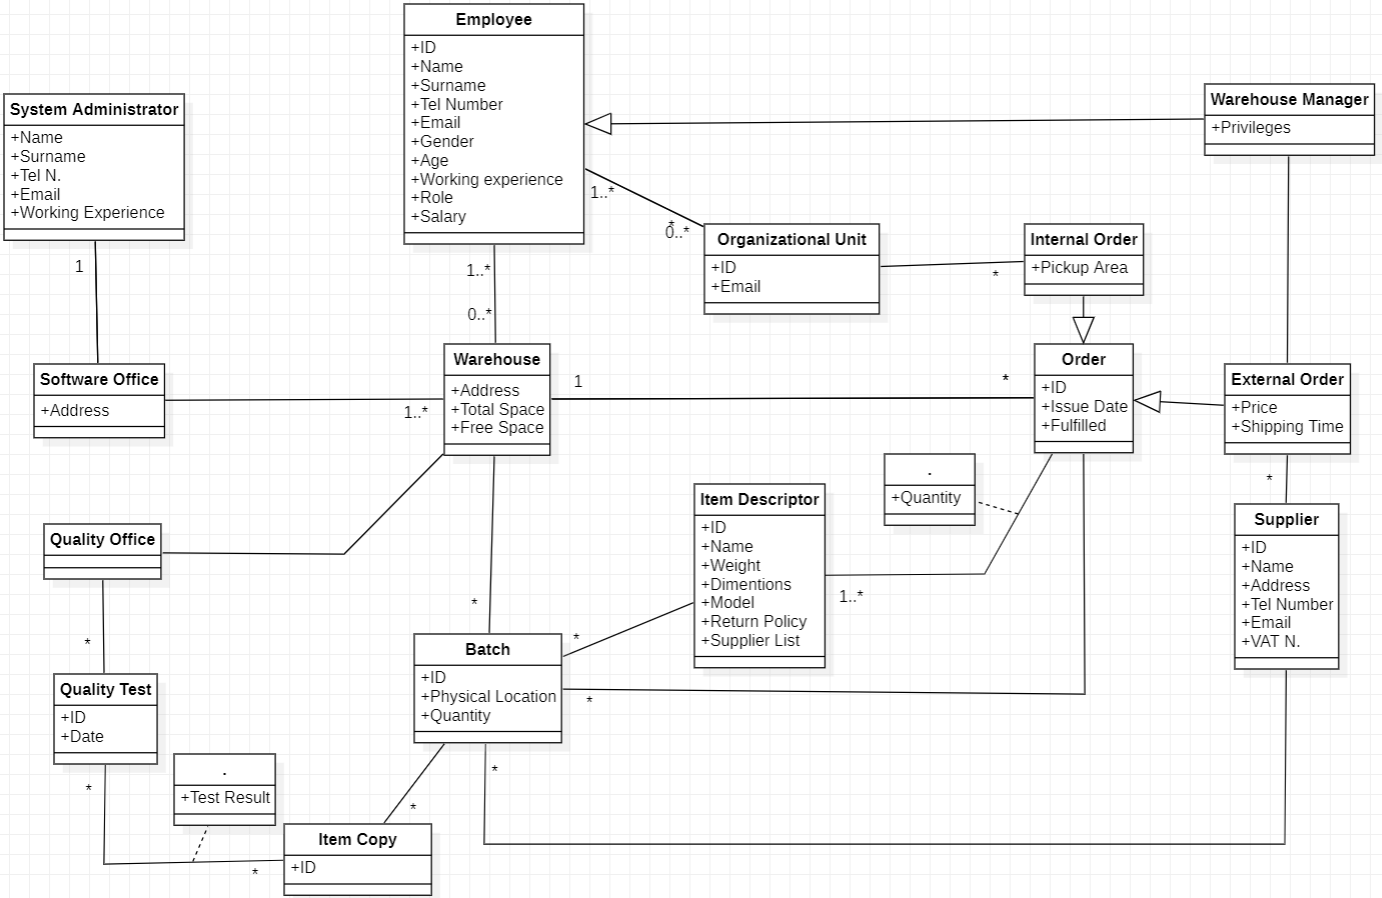 Employee
+ID
+Name
+Surname
+Tel Number
+Email
+Gender
+Age
+Working experience
+Role
+Salary
System Administrator
+Name
+Surname
+Tel N.
+Email
+Working Experience
Warehouse Manager
+Privileges
1..*
*
0..*
Organizational Unit
+ID
+Email
*
Internal Order
+Pickup Area
1
1..*
0..*
Software Office
+Address
1..*
Warehouse
+Address
+Total Space
+Free Space
1
*
Order
+ID
+Issue Date
+Fulfilled
External Order
+Price
+Shipping Time
*
.
+Quantity
Item Descriptor
+ID
+Name
+Weight
+Dimentions
+Model
+Return Policy
+Supplier List
1..*
Supplier
+ID
+Name
+Address
+Tel Number
+Email
+VAT N.
Quality Office
*
*
*
Batch
+ID
+Physical Location
+Quantity
*
*
*
Quality Test
+ID
+Date
*
.
+Test Result
*
Item Copy
+ID